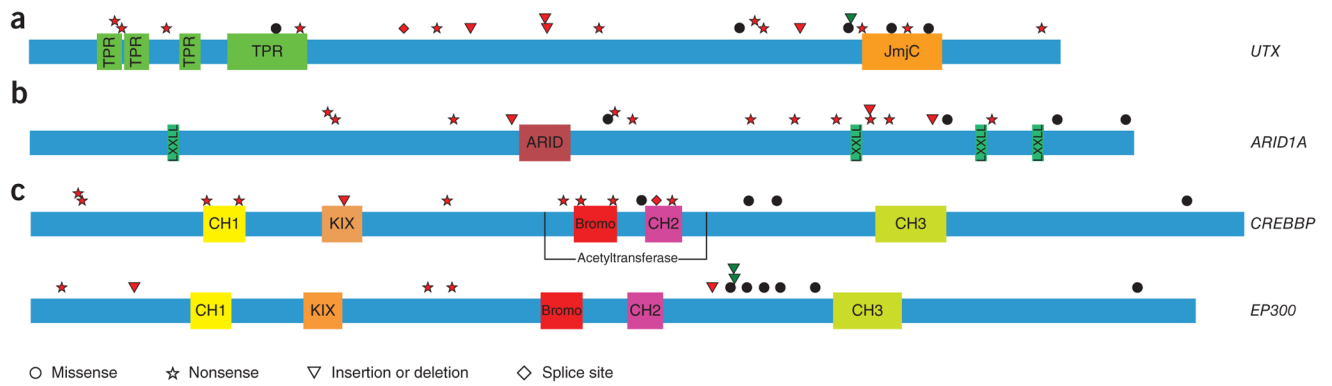 a
TPR TPR TPR TPR JmjC UTX
b
LXXLL ARID LXXLL LXXLL LXXLL ARID1A
c
CH1 KIX Bromo CH2 CH3 CREBBP
Acetyltransferase
CH1 KIX Bromo CH2 CH3 EP300
Missense Nonsense Insertion or deletion Splice site